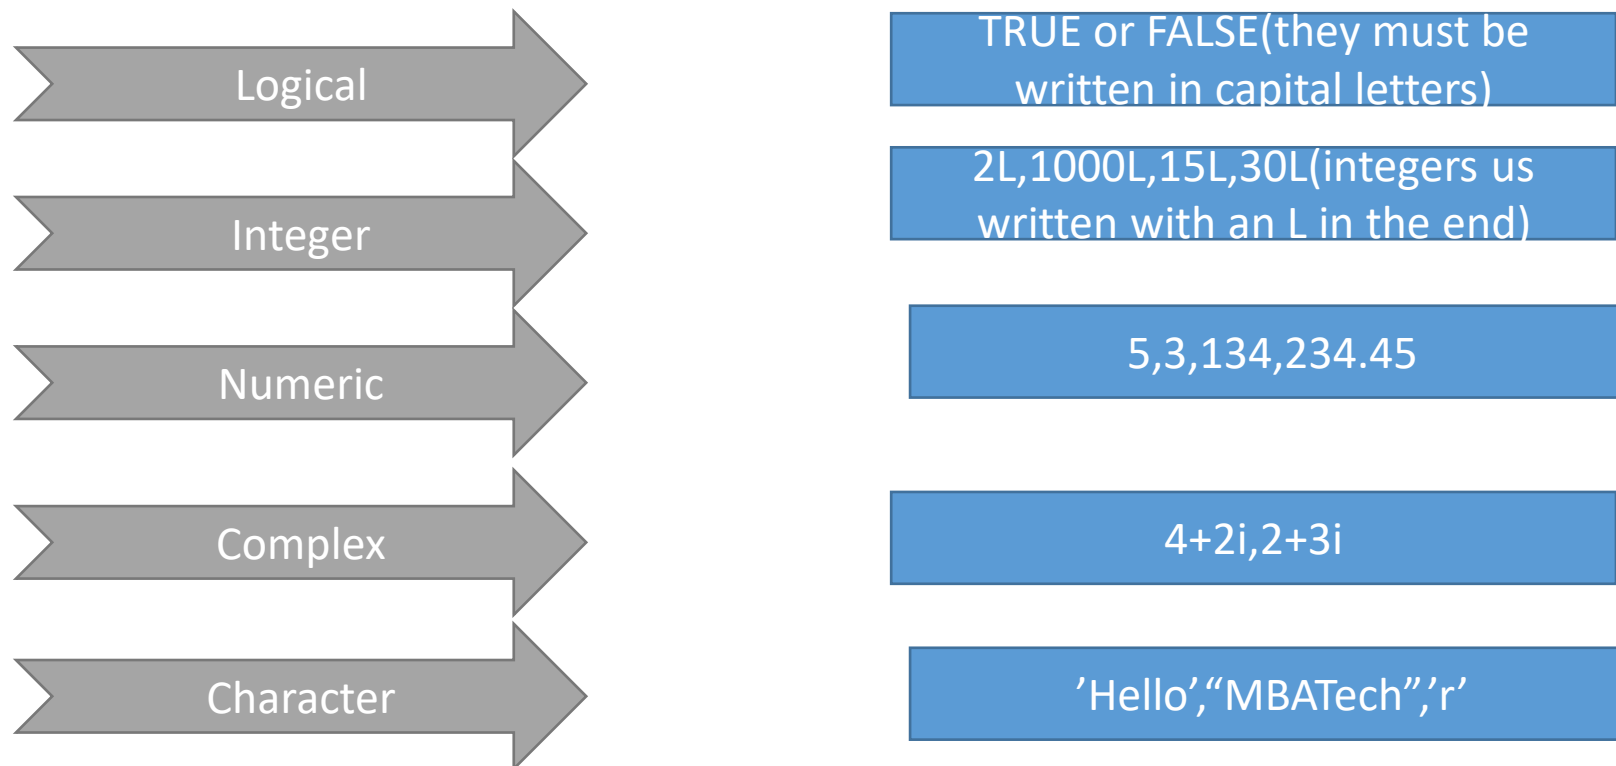 Logical
TRUE or FALSE(they must be
written in capital letters)
Integer
2L,1000L,15L,30L(integers us
written with an L in the end)
Numeric
5,3,134,234.45
Complex
4+2i,2+3i
Character
’Hello’,“MBATech”,’r’